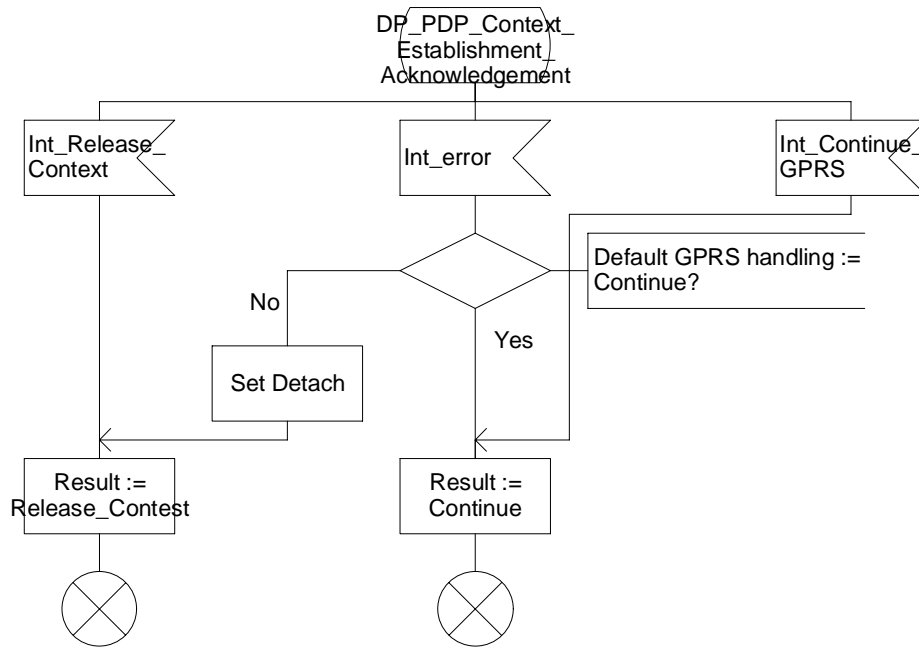 DP_PDP_Context_
Establishment_
Acknowledgement
Int_Release_
Context
Int_error
Int_Continue_
GPRS
Default GPRS handling :=
Continue?
No
Yes
Set Detach
Result :=
Release_Contest
Result :=
Continue